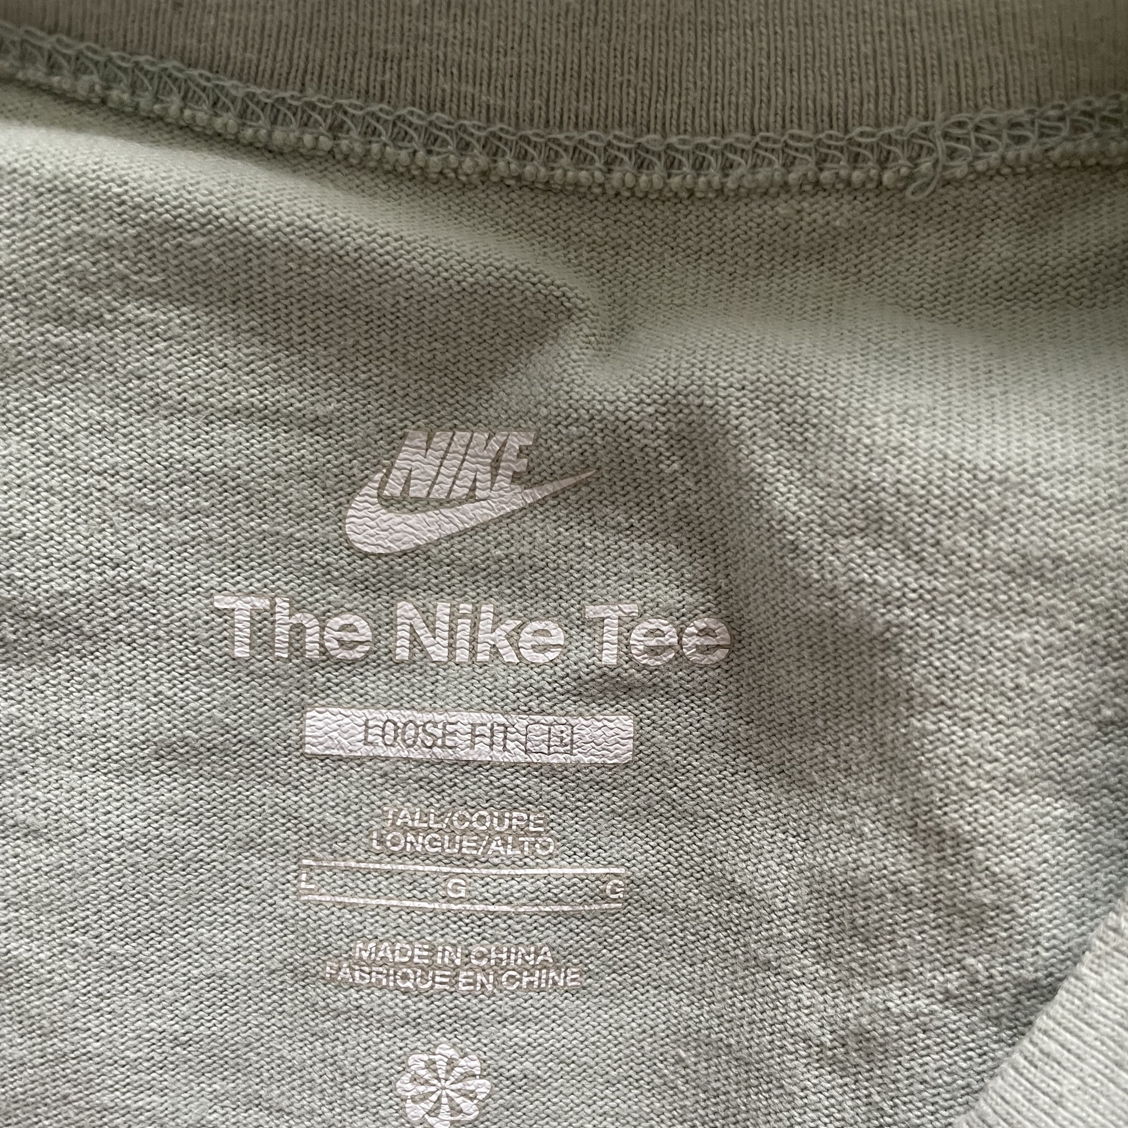 NIKE
The Nike Tee
LOOSE FIT
TALL/COUPE
LONGUE/ALTO
L G G
MADE IN CHINA
FABRIQUE EN CHINE